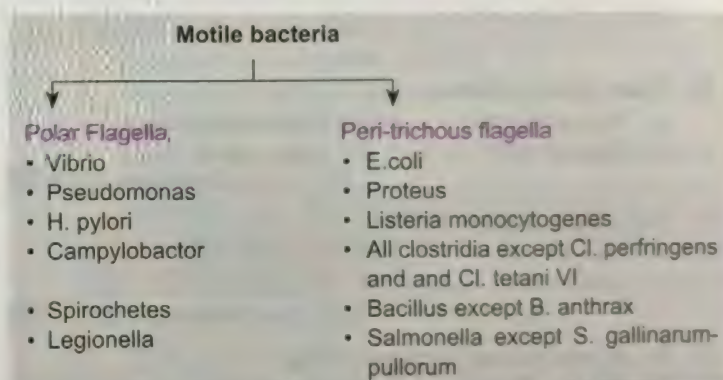 Motile bacteria
Polar Flagella,
• Vibrio
• Pseudomonas
• H. pylori
• Campylobactor
• Spirochetes
• Legionella
Peri-trichous flagella
• E.coli
• Proteus
• Listeria monocytogenes
• All clostridia except Cl. perfringens
and and Cl. tetani VI
• Bacillus except B. anthrax
• Salmonella except S. gallinarum-
pullorum